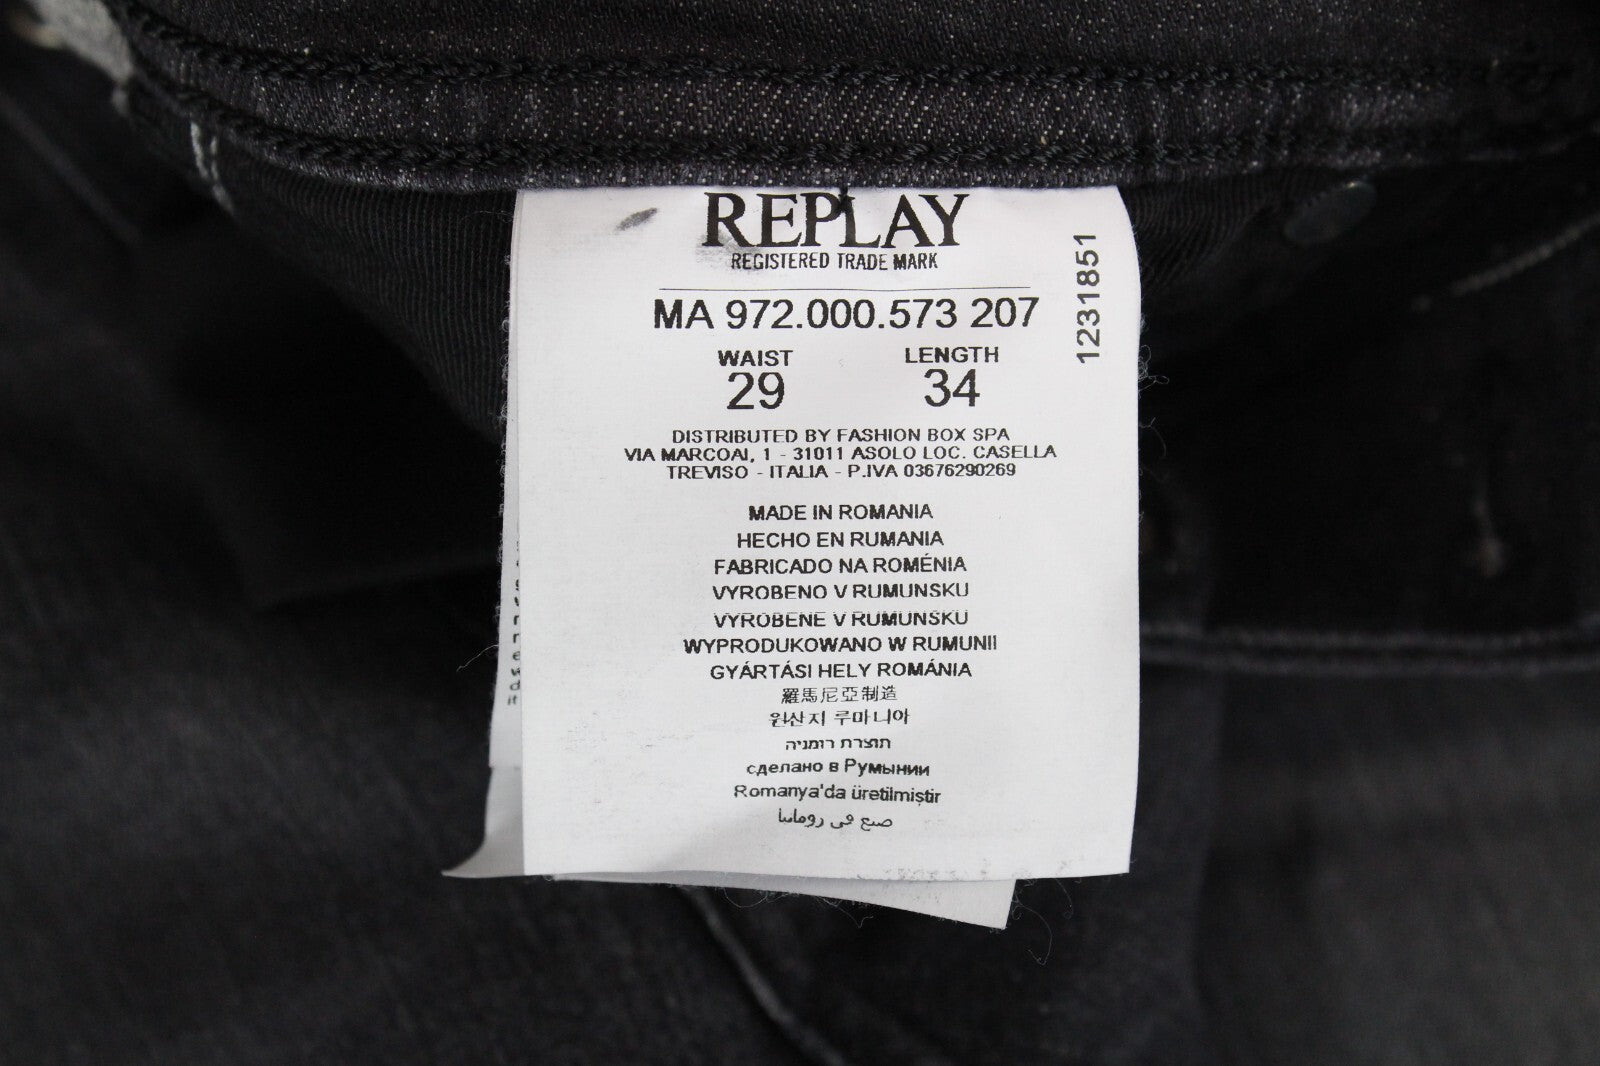 REPLAY
REGISTERED TRADE MARK
MA 972.000.573 207
WAIST LENGTH
29 34
1231851
DISTRIBUTED BY FASHION BOX SPA
VIA MARCOAI, 1 - 31011 ASOLO LOC. CASELLA
TREVISO - ITALIA - P.IVA 03676290269
MADE IN ROMANIA
HECHO EN RUMANIA
FABRICADO NA ROMÉNIA
VYROBENO V RUMUNSKU
VYROBENE V RUMUNSKU
WYPRODUKOWANO W RUMUNII
GYÁRTÁSI HELY ROMÁNIA
羅馬尼亞制造
원산지 루마니아
תוצרת רומניה
сделано в Румынии
Romanya'da üretilmiştir
صنع في رومانيا